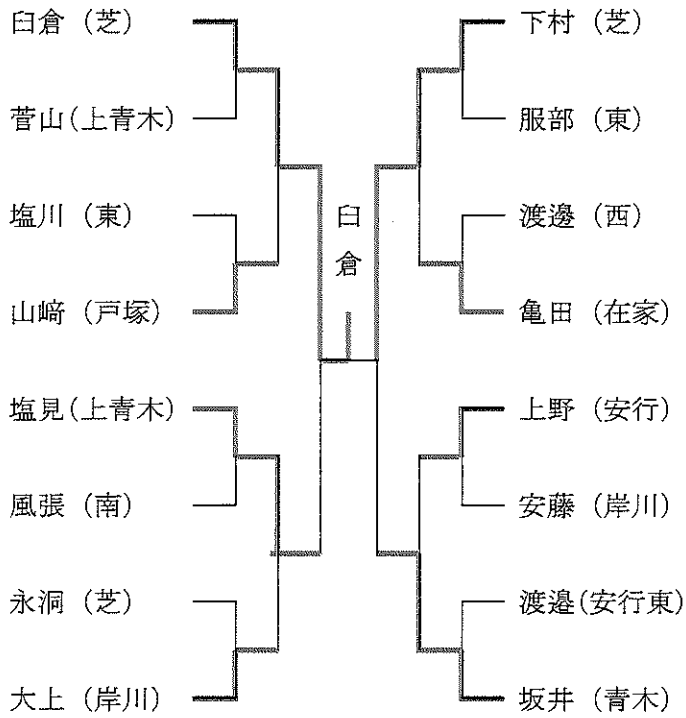 臼倉（芝）
菅山(上青木)
塩川（東）
山﨑（戸塚）
塩見(上青木)
風張（南）
永洞（芝）
大上（岸川）
臼倉
下村（芝）
服部（東）
渡邉（西）
亀田（在家）
上野（安行）
安藤（岸川）
渡邉(安行東)
坂井（青木）